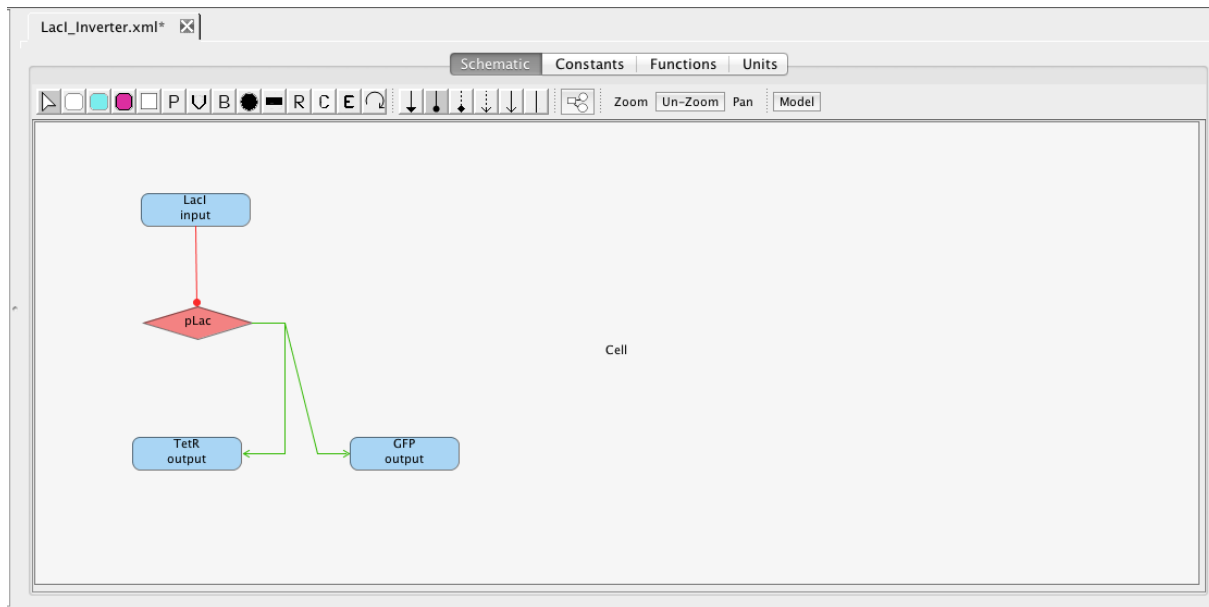 LacI_Inverter.xml*
Schematic Constants Functions Units
P V B R C E Zoom Un-Zoom Pan Model
LacI
input
pLac
Cell
TetR
output
GFP
output